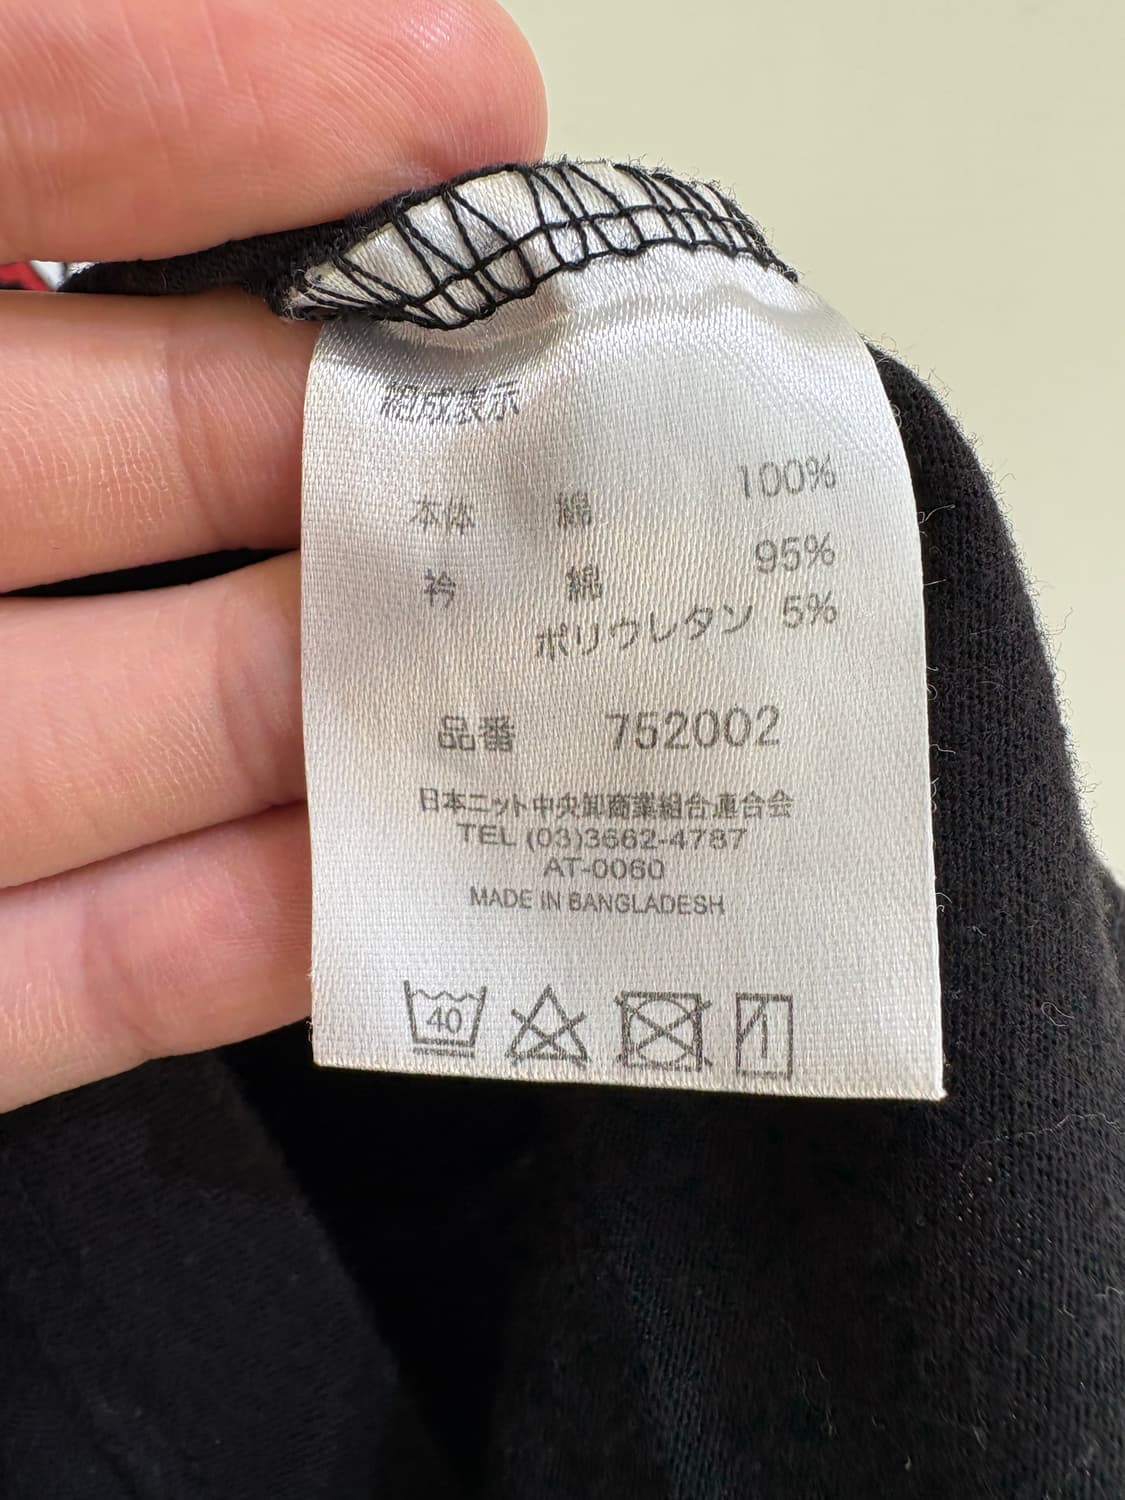 組成表示
本体 綿 100%
衿 綿 95%
ポリウレタン 5%
品番 752002
日本ニット中央卸商業組合連合会
TEL (03)3662-4787
AT-0060
MADE IN BANGLADESH
40